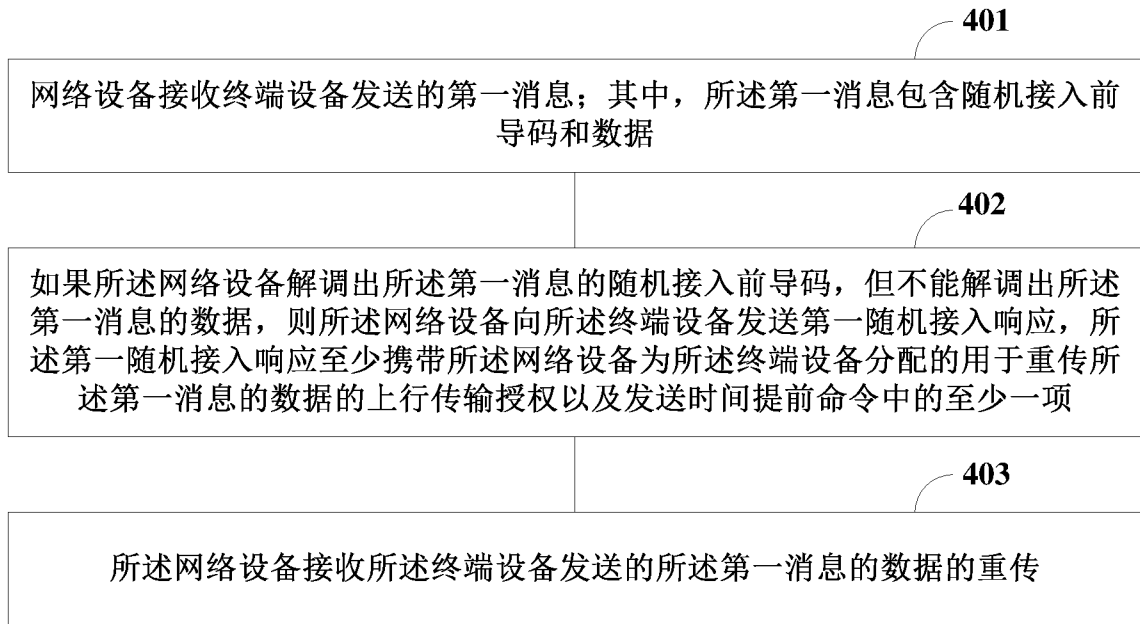 401
网络设备接收终端设备发送的第一消息；其中，所述第一消息包含随机接入前
导码和数据
402
如果所述网络设备解调出所述第一消息的随机接入前导码，但不能解调出所述
第一消息的数据，则所述网络设备向所述终端设备发送第一随机接入响应，所
述第一随机接入响应至少携带所述网络设备为所述终端设备分配的用于重传所
述第一消息的数据的上行传输授权以及发送时间提前命令中的至少一项
403
所述网络设备接收所述终端设备发送的所述第一消息的数据的重传